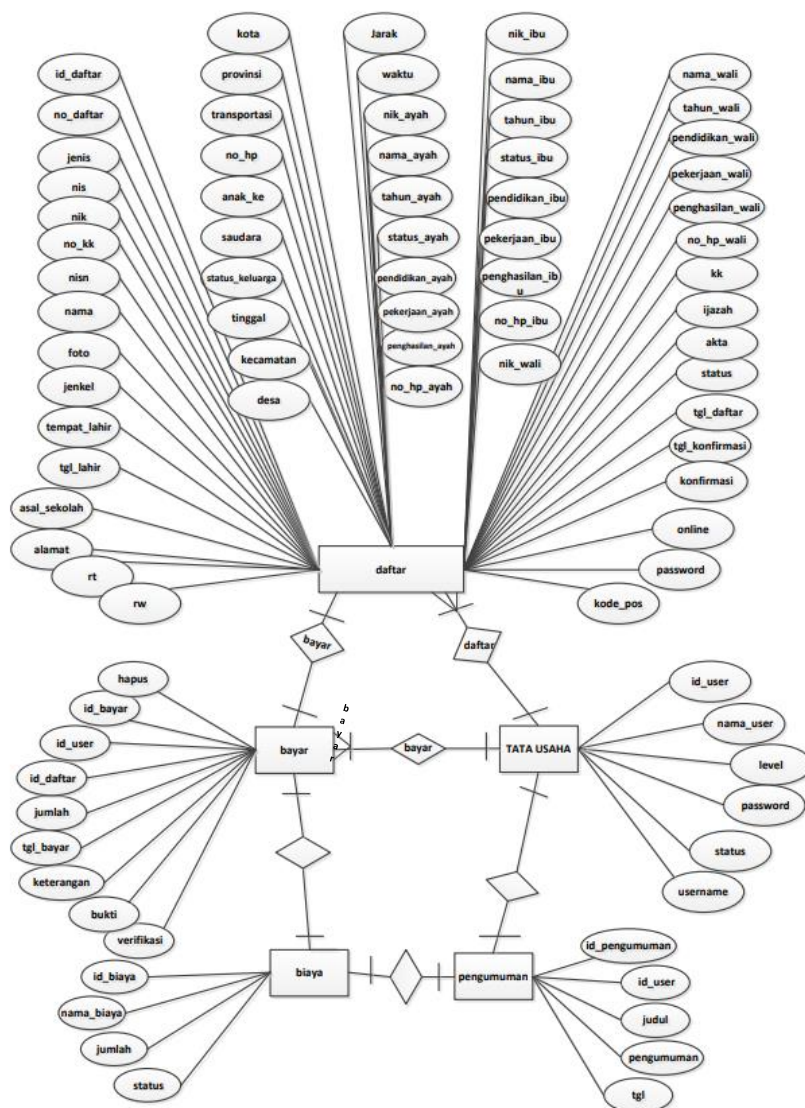 kota
Jarak
nik_ibu
id_daftar
provinsi
waktu
nama_ibu
nama_wali
no_daftar
transportasi
nik_ayah
tahun_ibu
tahun_wali
pendidikan_wali
jenis
no_hp
nama_ayah
status_ibu
pekerjaan_wali
nis
anak_ke
tahun_ayah
pendidikan_ibu
penghasilan_wali
nik
no_kk
saudara
status_ayah
pekerjaan_ibu
no_hp_wali
nisn
status_keluarga
pendidikan_ayah
penghasilan_ib
u
kk
nama
tinggal
pekerjaan_ayah
no_hp_ibu
ijazah
foto
kecamatan
penghasilan_ayah
nik_wali
akta
jenkel
desa
no_hp_ayah
status
tempat_lahir
tgl_daftar
tgl_lahir
tgl_konfirmasi
konfirmasi
asal_sekolah
online
alamat
rt
rw
daftar
password
kode_pos
bayar
daftar
hapus
id_bayar
id_user
id_daftar
jumlah
tgl_bayar
keterangan
bukti
verifikasi
bayar
bayar
bayar
TATA USAHA
id_user
nama_user
level
password
status
username
id_biaya
nama_biaya
jumlah
status
biaya
pengumuman
id_pengumuman
id_user
judul
pengumuman
tgl